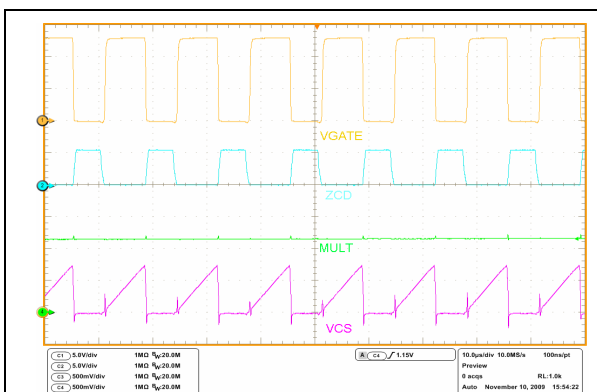 1
VGATE
2
ZCD
MULT
4
VCS
C1 5.0V/div 1MΩ BW:20.0M
C2 5.0V/div 1MΩ BW:20.0M
C3 500mV/div 1MΩ BW:20.0M
C4 500mV/div 1MΩ BW:20.0M
A C4 1.15V
10.0µs/div 10.0MS/s 100ns/pt
Preview
0 acqs RL:1.0k
Auto November 10, 2009 15:54:22